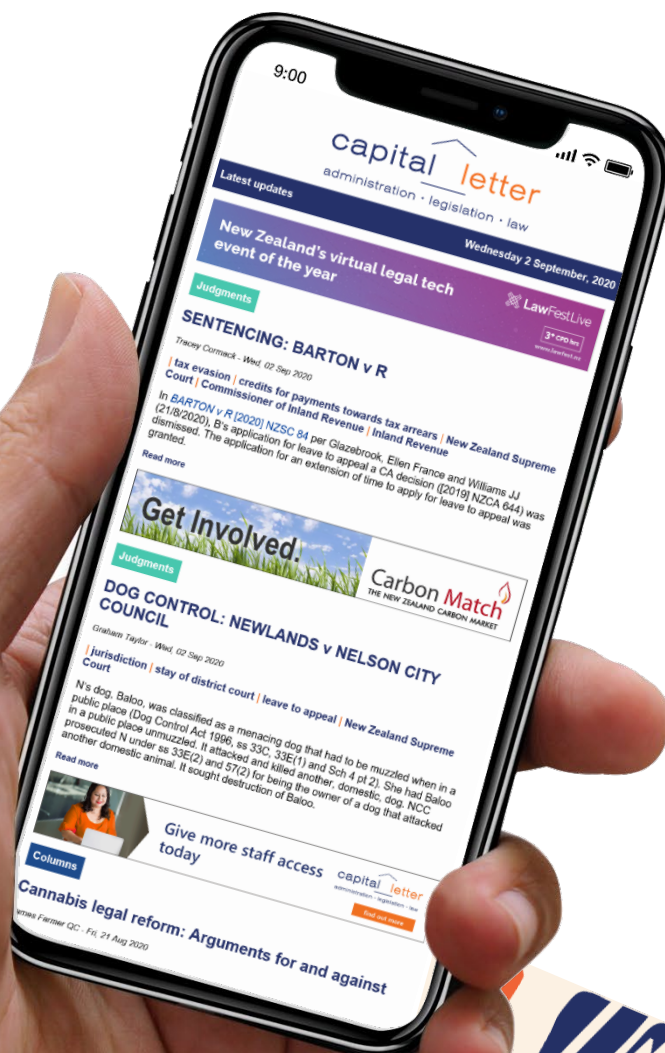 9:00
capital letter
administration · legislation · law
Latest updates
Wednesday 2 September, 2020
New Zealand's virtual legal tech
event of the year
LawFestLive
3* CPD hrs
www.lawfest.nz
Judgments
SENTENCING: BARTON v R
Tracey Cormack - Wed, 02 Sep 2020
| tax evasion | credits for payments towards tax arrears | New Zealand Supreme
Court | Commissioner of Inland Revenue | Inland Revenue
In BARTON v R [2020] NZSC 84 per Glazebrook, Ellen France and Williams JJ
(21/8/2020), B's application for leave to appeal a CA decision ([2019] NZCA 644) was
dismissed. The application for an extension of time to apply for leave to appeal was
granted.
Read more
Get Involved.
Carbon Match
THE NEW ZEALAND CARBON MARKET
Judgments
DOG CONTROL: NEWLANDS v NELSON CITY
COUNCIL
Graham Taylor - Wed, 02 Sep 2020
| jurisdiction | stay of district court | leave to appeal | New Zealand Supreme
Court
N's dog, Baloo, was classified as a menacing dog that had to be muzzled when in a
public place (Dog Control Act 1996, ss 33C, 33E(1) and Sch 4 pt 2). She had Baloo
in a public place unmuzzled. It attacked and killed another, domestic, dog. NCC
prosecuted N under ss 33E(2) and 57(2) for being the owner of a dog that attacked
another domestic animal. It sought destruction of Baloo.
Read more
Give more staff access
today
capital letter
administration · legislation · law
find out more
Columns
Cannabis legal reform: Arguments for and against
ames Farmer QC - Fri, 21 Aug 2020